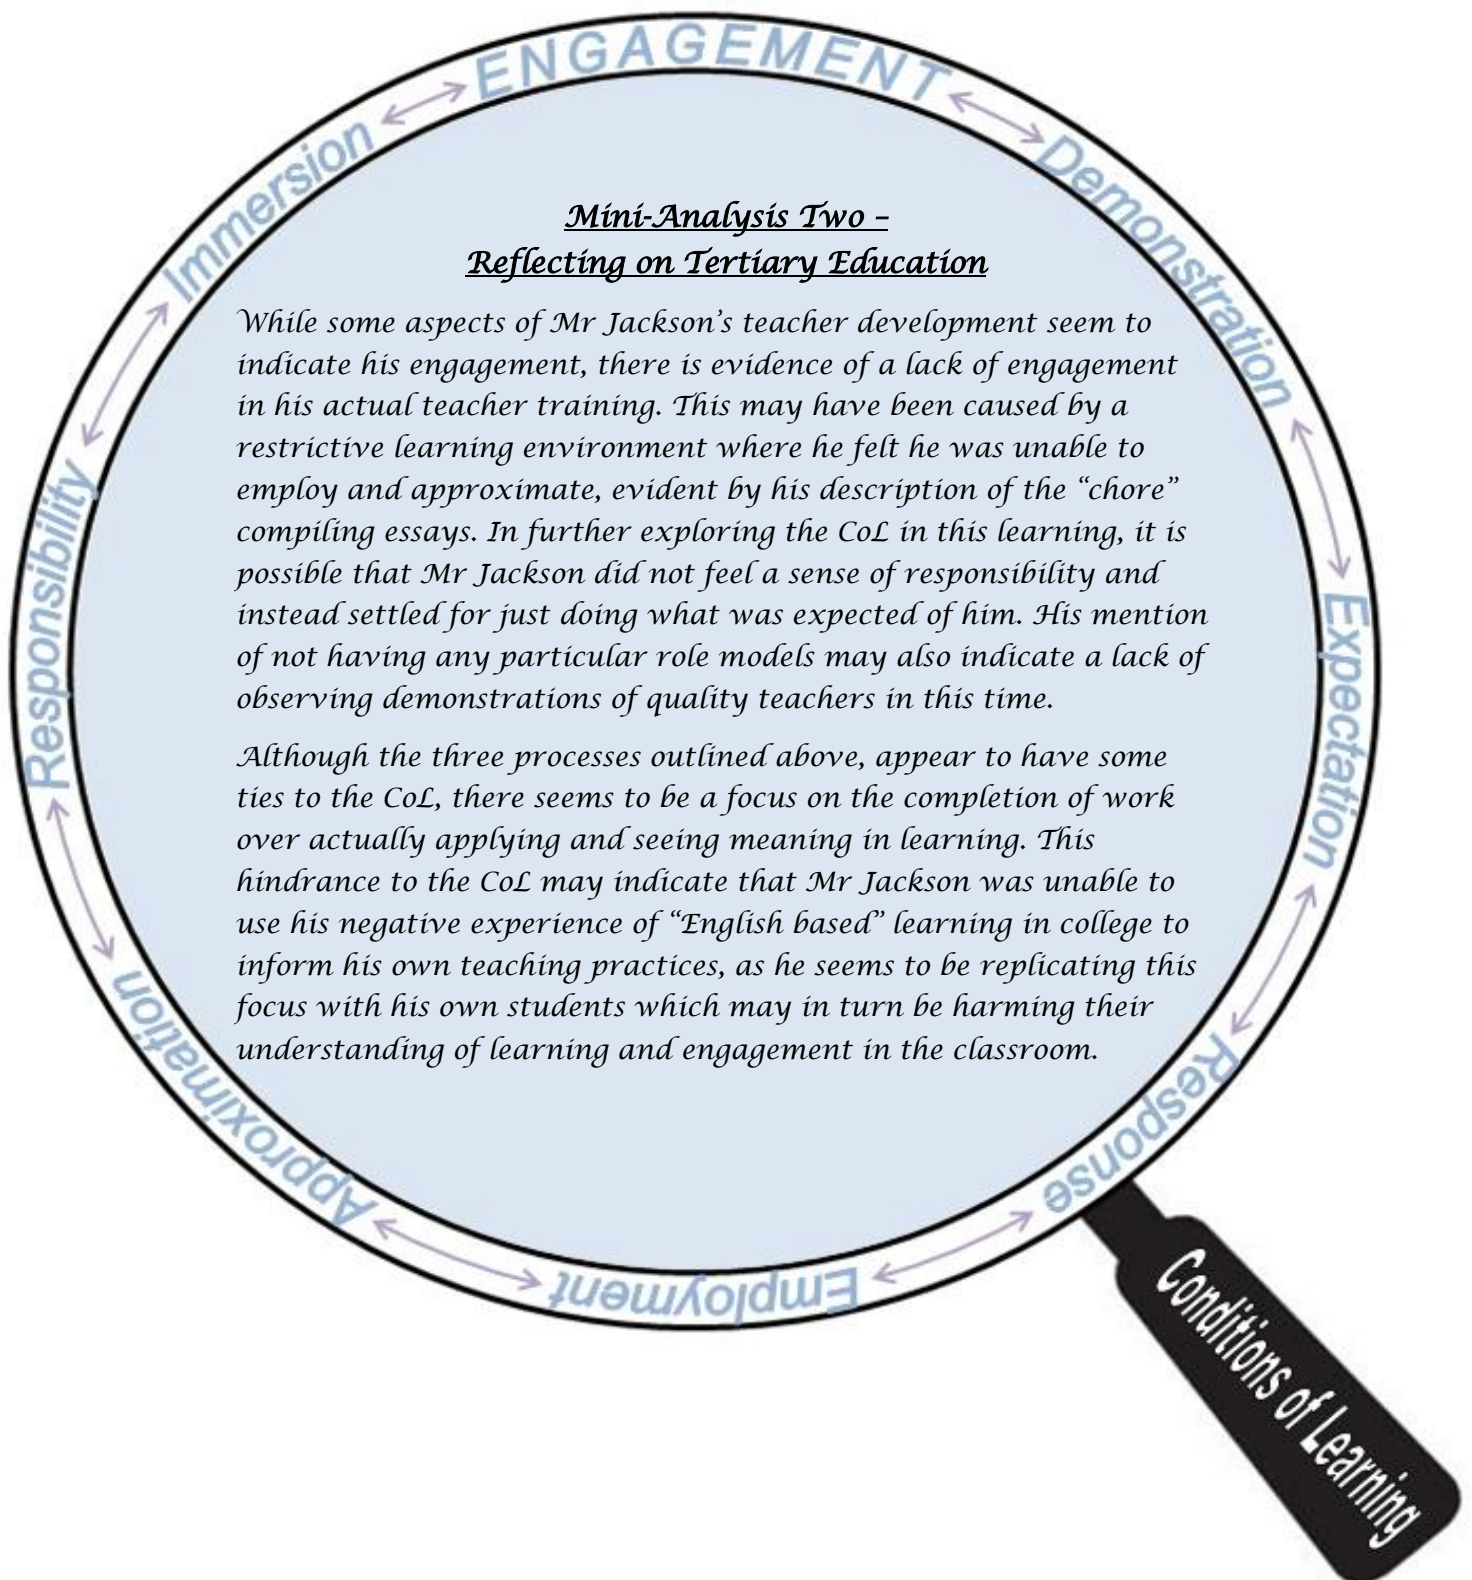 ENGAGEMENT
Demonstration
Expectation
Response
Employment
Approximation
Responsibility
Immersion
Mini-Analysis Two –
Reflecting on Tertiary Education
While some aspects of Mr Jackson's teacher development seem to
indicate his engagement, there is evidence of a lack of engagement
in his actual teacher training. This may have been caused by a
restrictive learning environment where he felt he was unable to
employ and approximate, evident by his description of the “chore”
compiling essays. In further exploring the CoL in this learning, it is
possible that Mr Jackson did not feel a sense of responsibility and
instead settled for just doing what was expected of him. His mention
of not having any particular role models may also indicate a lack of
observing demonstrations of quality teachers in this time.
Although the three processes outlined above, appear to have some
ties to the CoL, there seems to be a focus on the completion of work
over actually applying and seeing meaning in learning. This
hindrance to the CoL may indicate that Mr Jackson was unable to
use his negative experience of “English based” learning in college to
inform his own teaching practices, as he seems to be replicating this
focus with his own students which may in turn be harming their
understanding of learning and engagement in the classroom.
Conditions of Learning